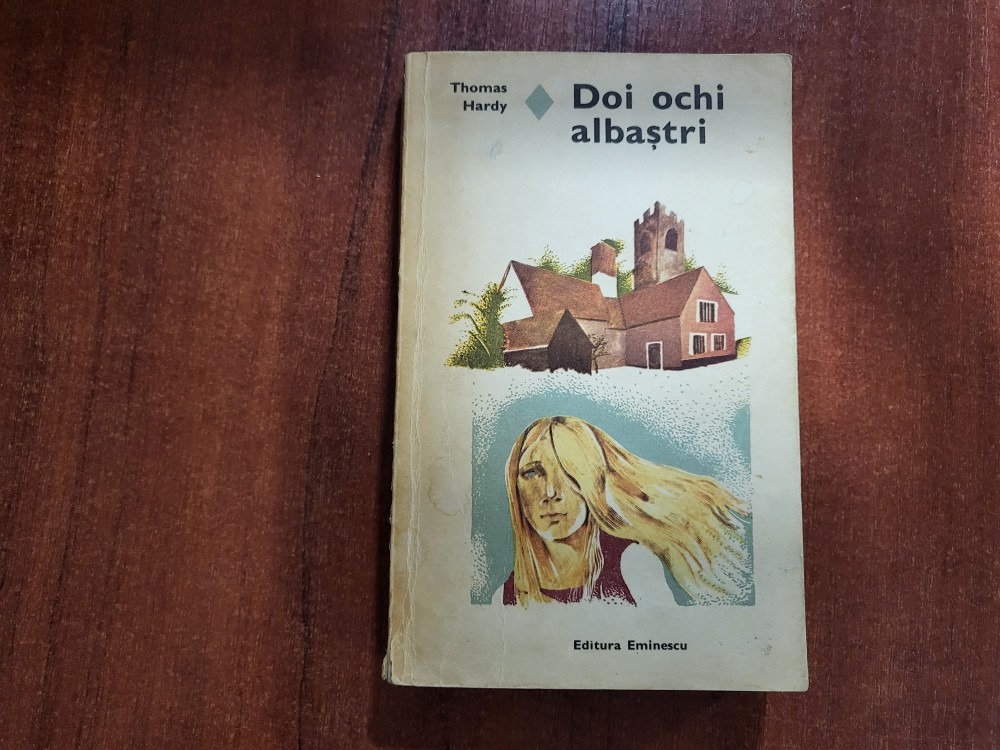 Thomas
Hardy
Doi ochi
albaștri
Editura Eminescu